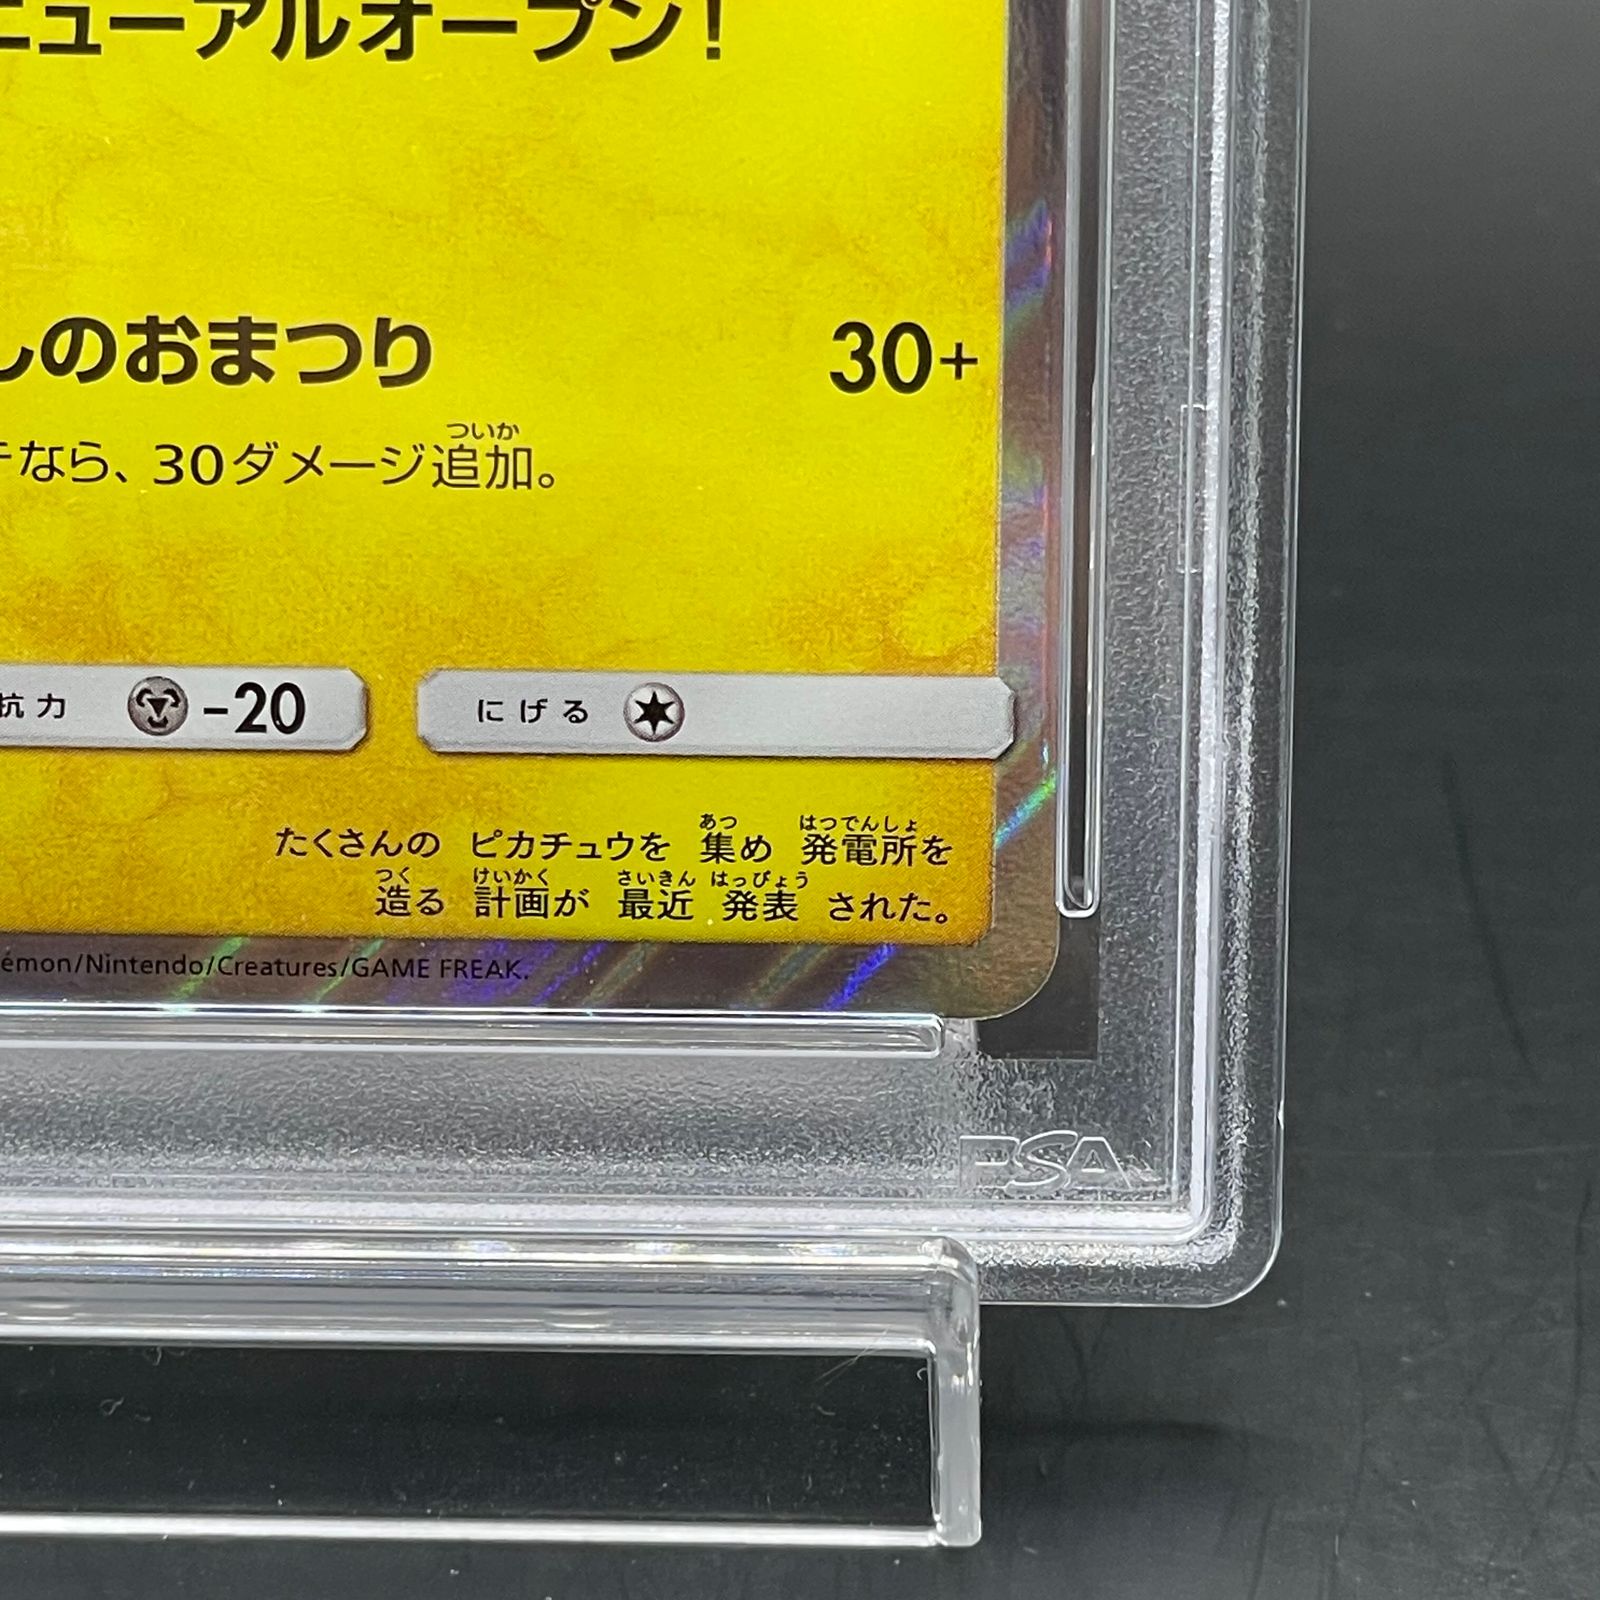 ニューアルオープン！
しのおまつり 30+
ついか
なら、30ダメージ追加。
抗力 -20 にげる
あつ はつでんしょ
たくさんの ピカチュウを 集め 発電所を
つく けいかく さいきん はっぴょう
造る 計画が 最近 発表 された。
émon/Nintendo/Creatures/GAME FREAK.
PSA